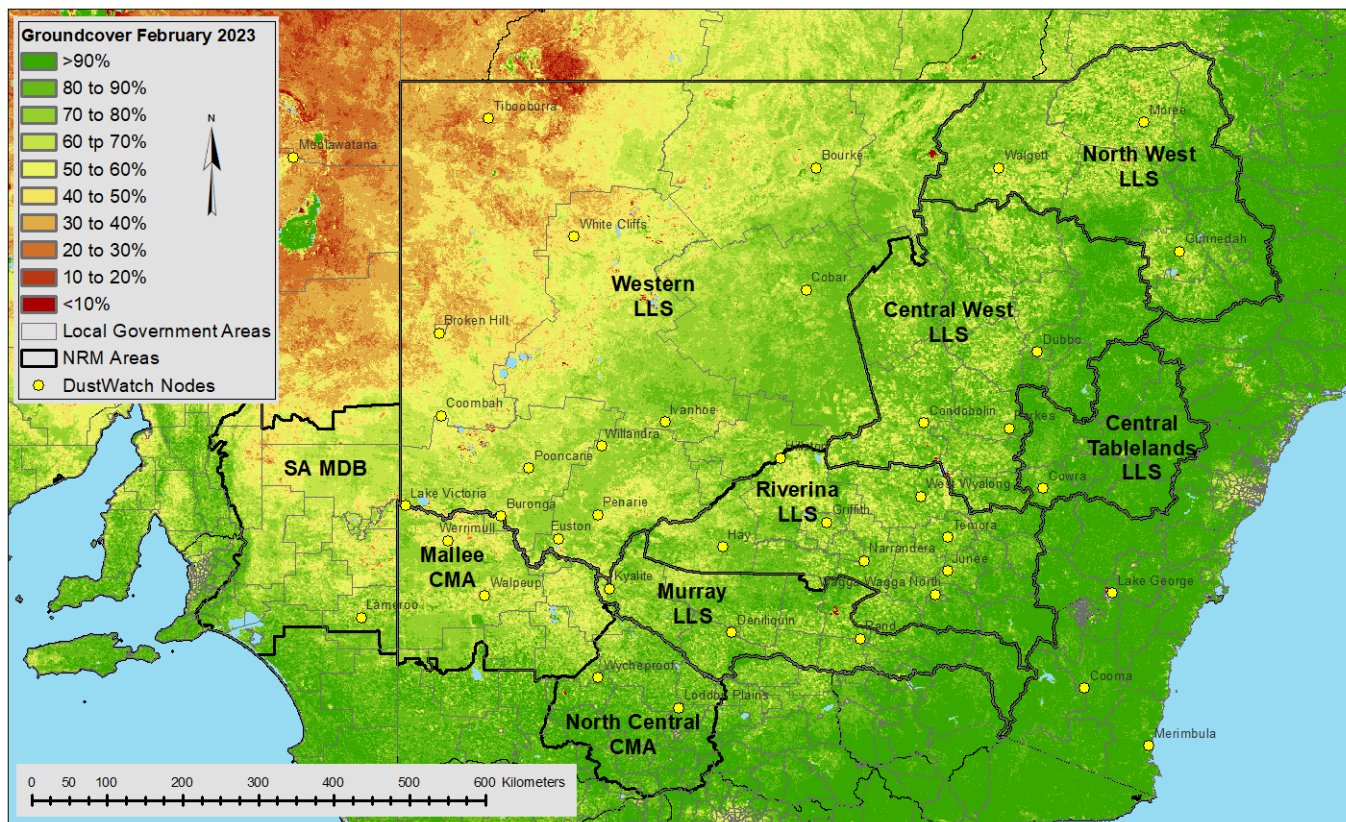 Groundcover February 2023
>90%
80 to 90%
70 to 80%
60 tp 70%
50 to 60%
40 to 50%
30 to 40%
20 to 30%
10 to 20%
<10%
Local Government Areas
NRM Areas
DustWatch Nodes
N
Tibooburra
Moree
Bourke
Walgett
North West
LLS
White Cliffs
Gunnedah
Western
LLS
Cobar
Central West
LLS
Broken Hill
Dubbo
Coombah
Ivanhoe
Condobolin
Central
Tablelands
LLS
Willandra
SA MDB
Pooncarie
Riverina
LLS
West Wyalong
Cowra
Lake Victoria
Buronga
Penarie
Griffith
Temora
Werrimull
Euston
Hay
Mallee
CMA
Narrandera
Junee
Walpeup
Kyalite
Murray
LLS
Wagga Wagga North
Lake George
Lameroo
Deniliquin
Rand
Wycheproof
Cooma
Loddon Plains
North Central
CMA
Merimbula
0 50 100 200 300 400 500 600 Kilometers